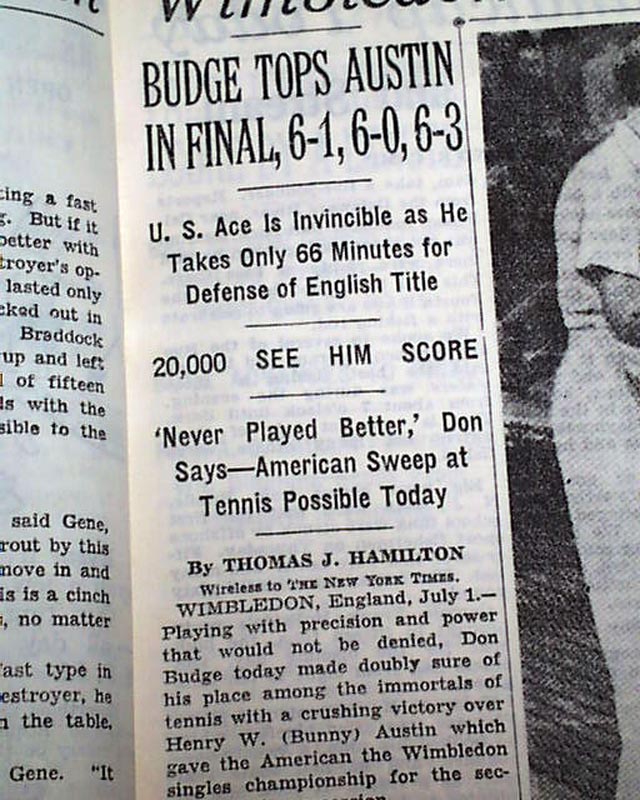 Wimbledon
BUDGE TOPS AUSTIN
IN FINAL, 6-1, 6-0, 6-3
U. S. Ace Is Invincible as He
Takes Only 66 Minutes for
Defense of English Title
20,000 SEE HIM SCORE
'Never Played Better,' Don
Says—American Sweep at
Tennis Possible Today
By THOMAS J. HAMILTON
Wireless to THE NEW YORK TIMES.
WIMBLEDON, England, July 1.—
Playing with precision and power
that would not be denied, Don
Budge today made doubly sure of
his place among the immortals of
tennis with a crushing victory over
Henry W. (Bunny) Austin which
gave the American the Wimbledon
singles championship for the sec-
ting a fast
g. But if it
better with
troyer's op-
lasted only
cked out in
Braddock
up and left
l of fifteen
ls with the
sible to the
said Gene,
rout by this
move in and
is is a cinch
, no matter
fast type in
estroyer, he
n the table,
Gene. "It